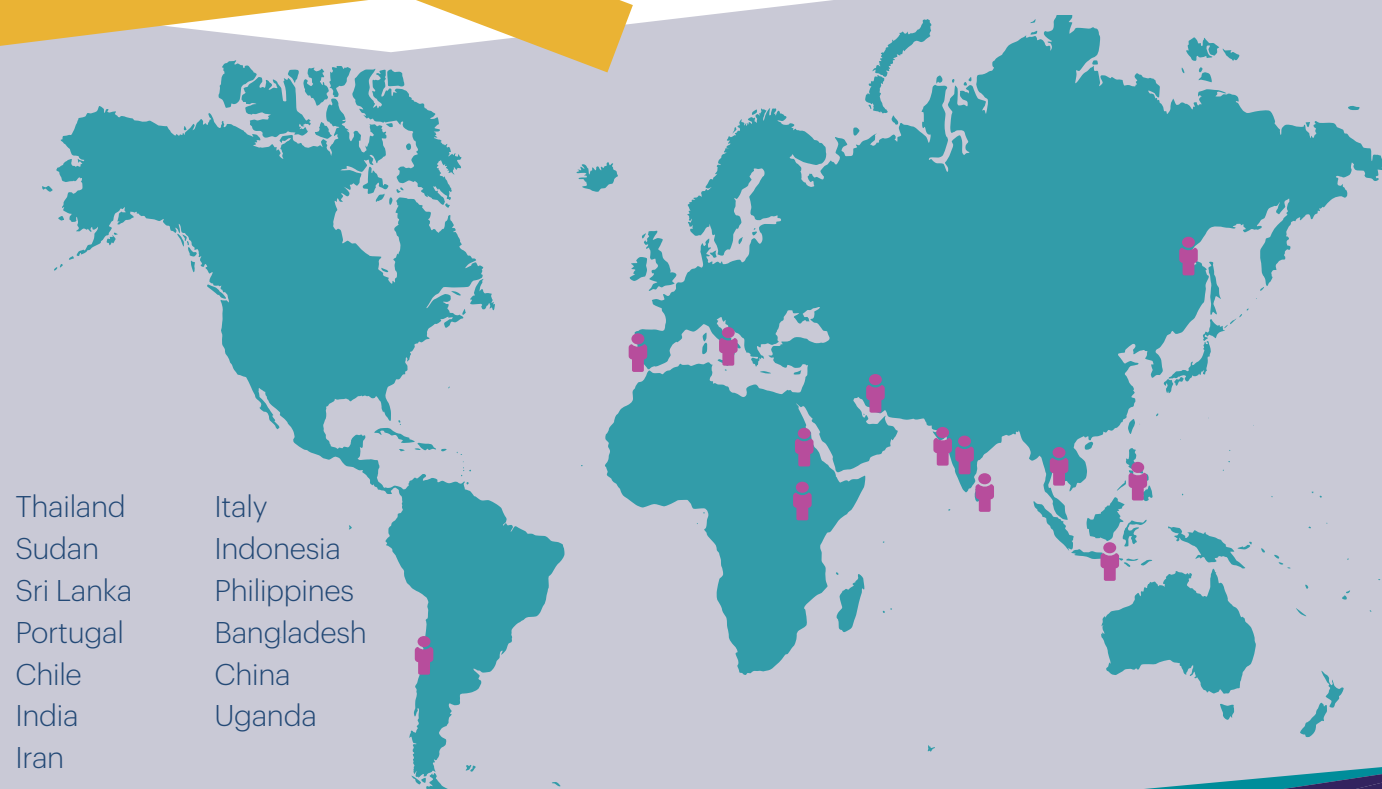 Thailand
Sudan
Sri Lanka
Portugal
Chile
India
Iran
Italy
Indonesia
Philippines
Bangladesh
China
Uganda